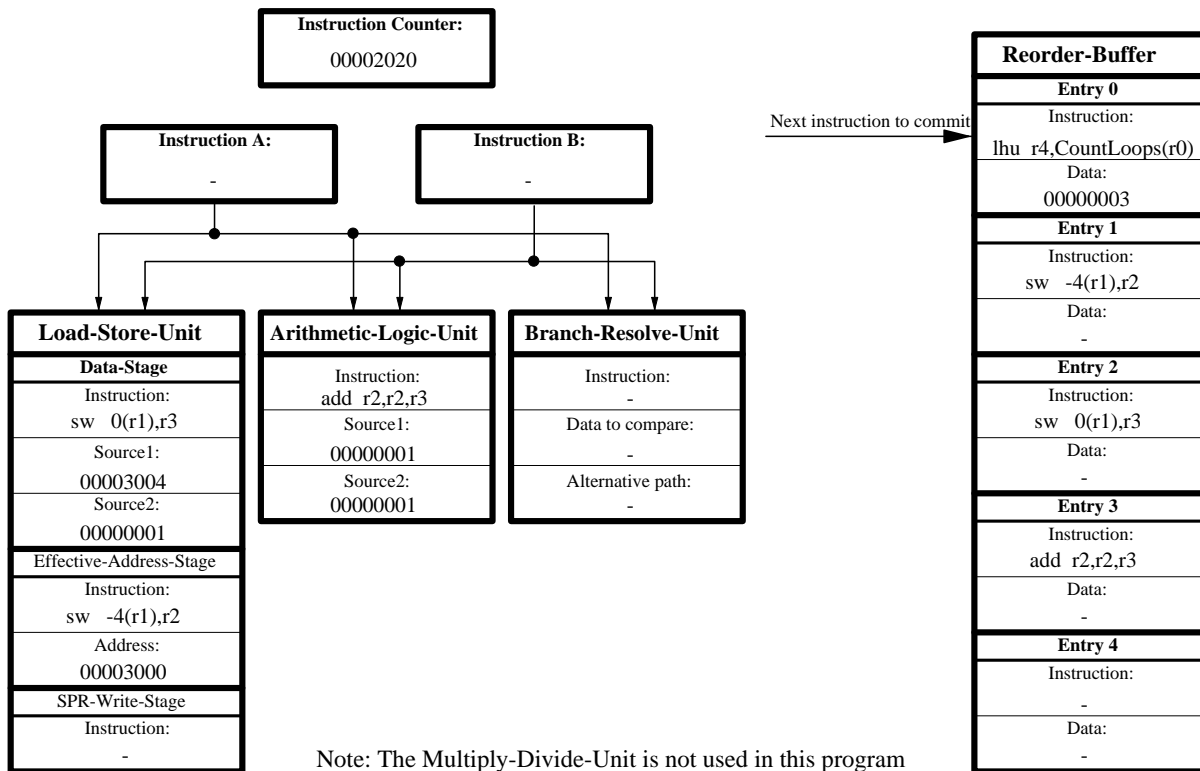 Instruction Counter:
00002020
Instruction A:
-
Instruction B:
-
Next instruction to commit
Load-Store-Unit
Data-Stage
Instruction:
sw 0(r1),r3
Source1:
00003004
Source2:
00000001
Effective-Address-Stage
Instruction:
sw -4(r1),r2
Address:
00003000
SPR-Write-Stage
Instruction:
-
Arithmetic-Logic-Unit
Instruction:
add r2,r2,r3
Source1:
00000001
Source2:
00000001
Branch-Resolve-Unit
Instruction:
-
Data to compare:
-
Alternative path:
-
Reorder-Buffer
Entry 0
Instruction:
lhu r4,CountLoops(r0)
Data:
00000003
Entry 1
Instruction:
sw -4(r1),r2
Data:
-
Entry 2
Instruction:
sw 0(r1),r3
Data:
-
Entry 3
Instruction:
add r2,r2,r3
Data:
-
Entry 4
Instruction:
-
Data:
-
Note: The Multiply-Divide-Unit is not used in this program